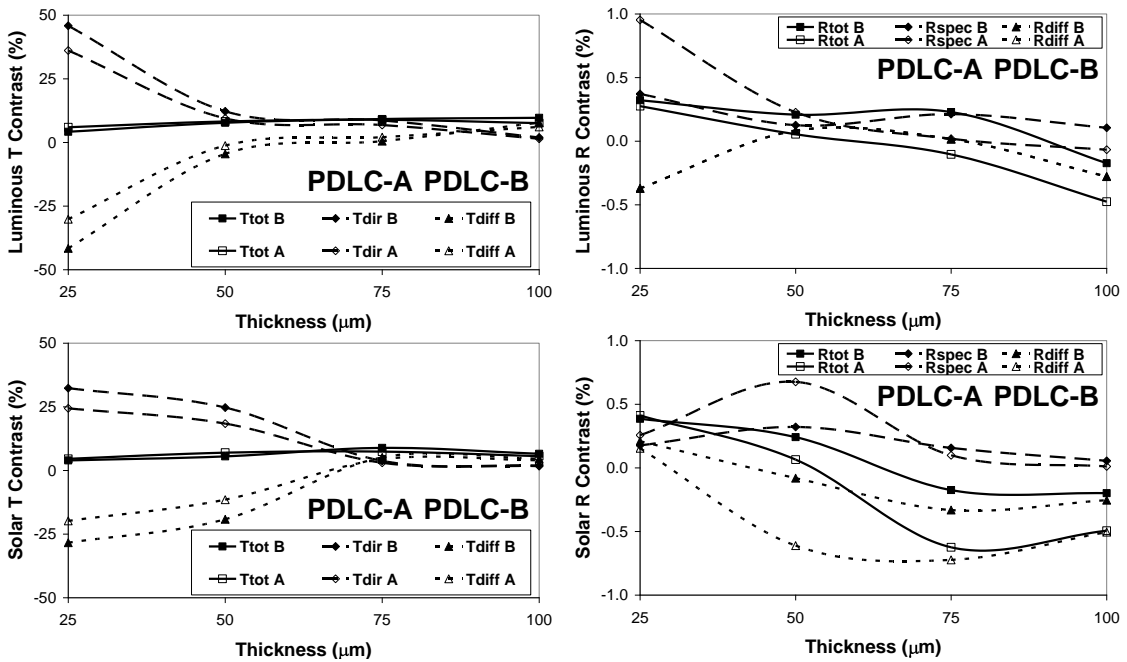 Luminous T Contrast (%)
50
25
0
-25
-50
PDLC-A PDLC-B
Ttot B Tdir B Tdiff B
Ttot A Tdir A Tdiff A
25 50 75 100
Thickness (μm)
Luminous R Contrast (%)
1.0
0.5
0.0
-0.5
-1.0
Rtot B Rspec B Rdiff B
Rtot A Rspec A Rdiff A
PDLC-A PDLC-B
25 50 75 100
Thickness (μm)
Solar T Contrast (%)
50
25
0
-25
-50
PDLC-A PDLC-B
Ttot B Tdir B Tdiff B
Ttot A Tdir A Tdiff A
25 50 75 100
Thickness (μm)
Solar R Contrast (%)
1.0
0.5
0.0
-0.5
-1.0
Rtot B Rspec B Rdiff B
Rtot A Rspec A Rdiff A
PDLC-A PDLC-B
25 50 75 100
Thickness (μm)